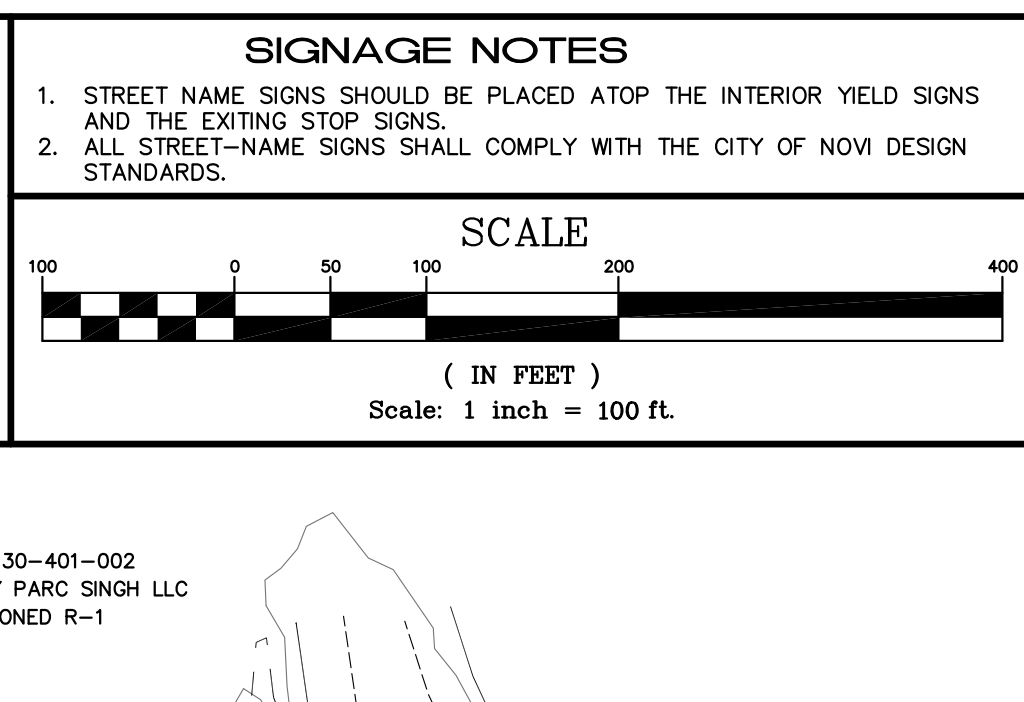 SIGNAGE NOTES
1. STREET NAME SIGNS SHOULD BE PLACED ATOP THE INTERIOR YIELD SIGNS
AND THE EXITING STOP SIGNS.
2. ALL STREET-NAME SIGNS SHALL COMPLY WITH THE CITY OF NOVI DESIGN
STANDARDS.
SCALE
100 0 50 100 200 400
( IN FEET )
Scale: 1 inch = 100 ft.
30-401-002
PARC SINGH LLC
R-1